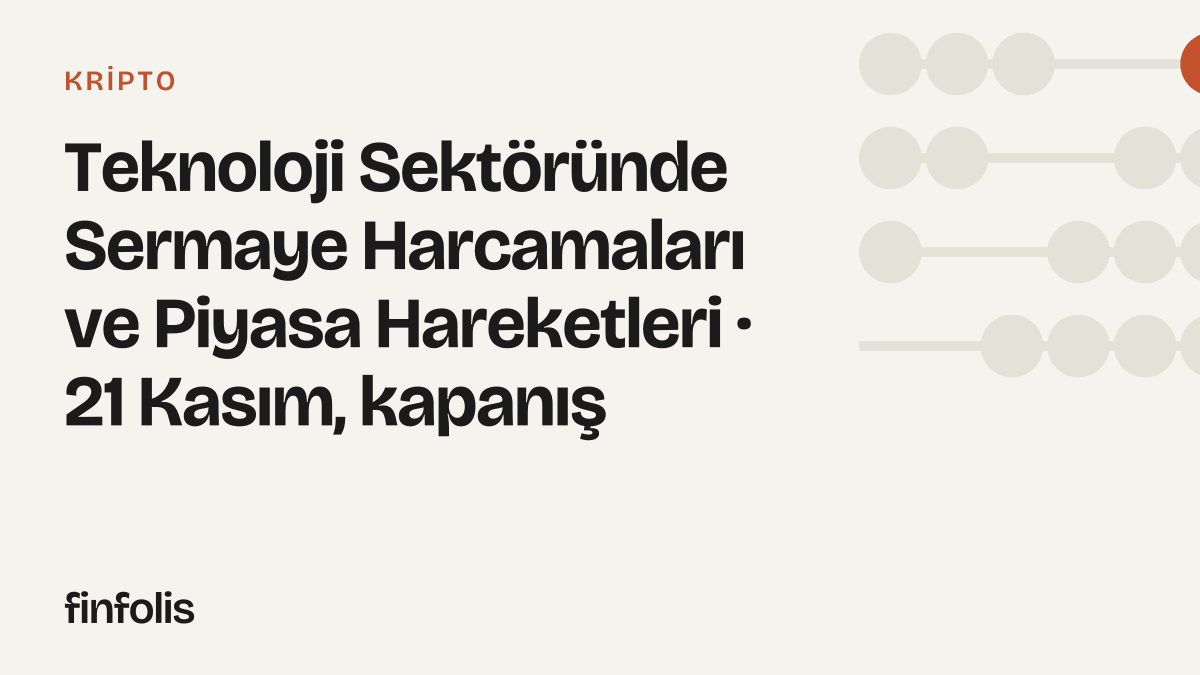 KRİPTO
Teknoloji Sektöründe
Sermaye Harcamaları
ve Piyasa Hareketleri ·
21 Kasım, kapanış
finfolis